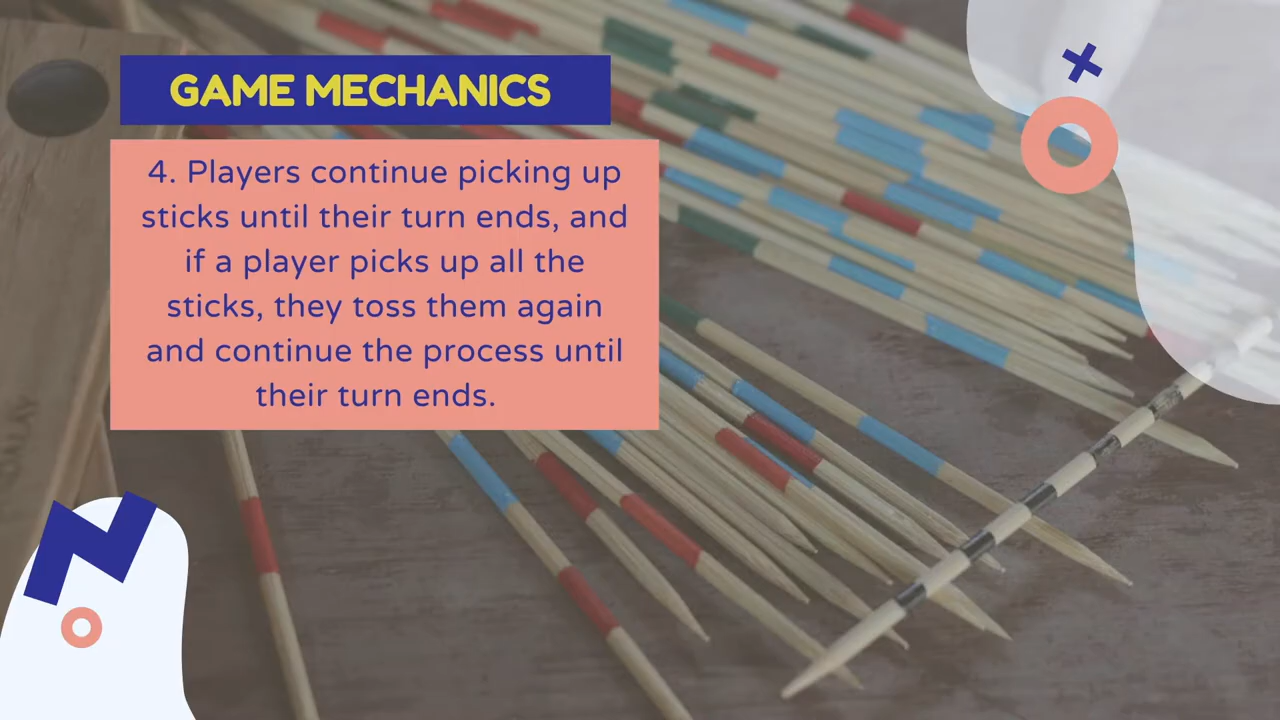 GAME MECHANICS
4. Players continue picking up
sticks until their turn ends, and
if a player picks up all the
sticks, they toss them again
and continue the process until
their turn ends.